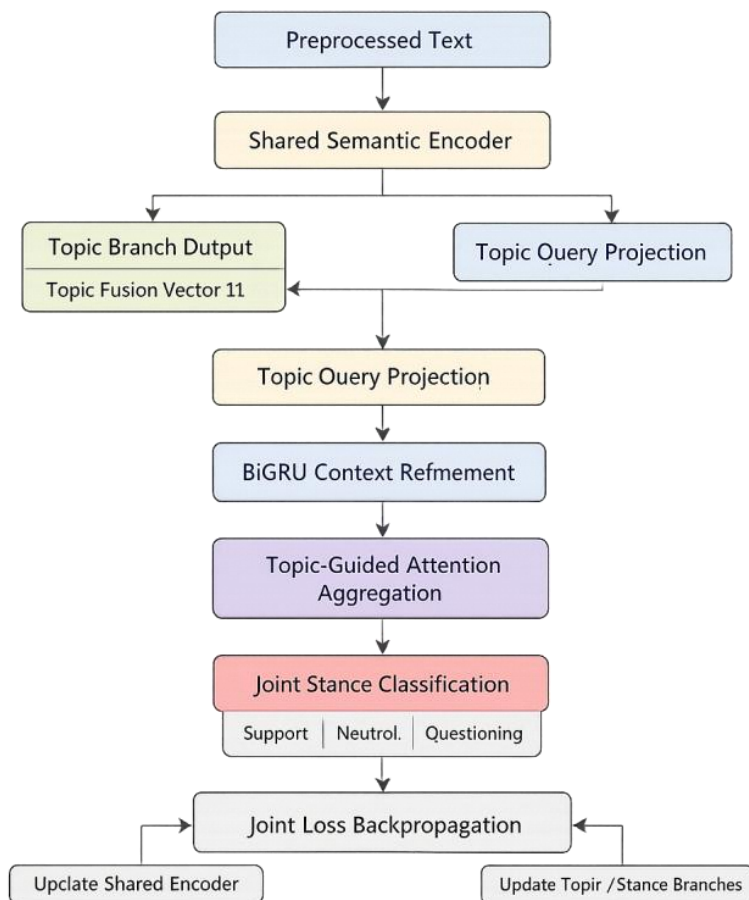 Preprocessed Text
Shared Semantic Encoder
Topic Branch Dutput
Topic Fusion Vector 11
Topic Query Projection
Topic Ouery Projection
BiGRU Context Refmement
Topic-Guided Attention
Aggregation
Joint Stance Classification
Support | Neutrol. | Questioning
Joint Loss Backpropagation
Upclate Shared Encoder
Update Topir / Stance Branches